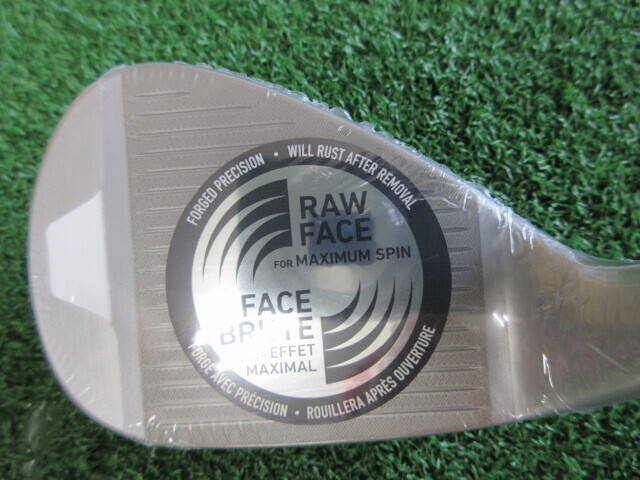 FORGED PRECISION • WILL RUST AFTER REMOVAL
RAW
FACE
FOR MAXIMUM SPIN
FACE
BRUTE
EFFET
MAXIMAL
FORGÉ AVEC PRÉCISION • ROUILLERA APRÈS OUVERTURE